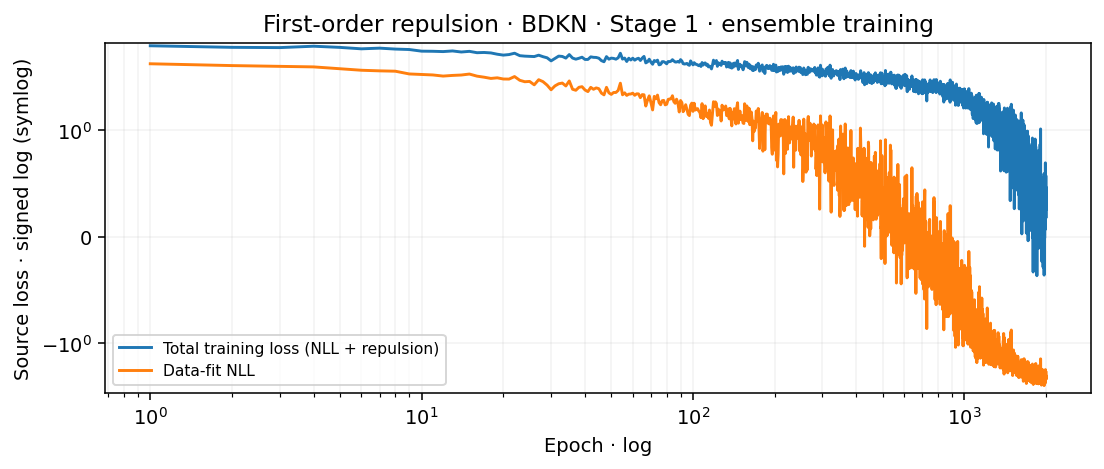 First-order repulsion · BDKN · Stage 1 · ensemble training
Source loss · signed log (symlog)
10⁰
0
−10⁰
Total training loss (NLL + repulsion)
Data-fit NLL
10⁰ 10¹ 10² 10³
Epoch · log